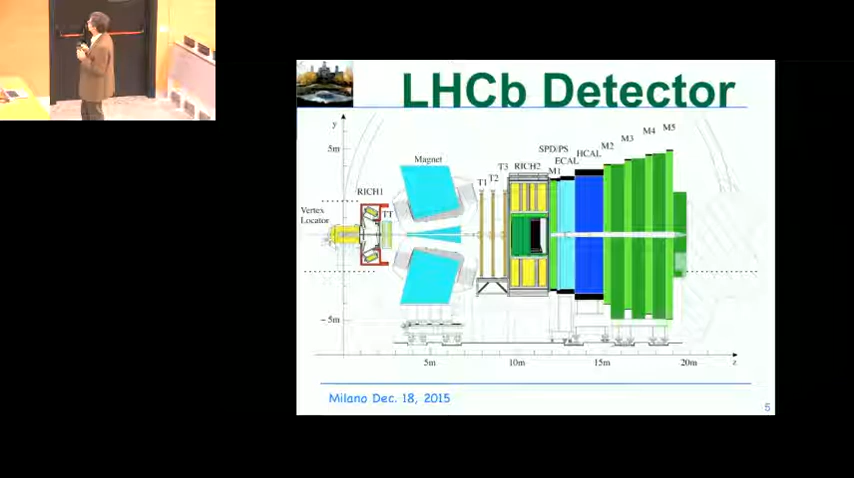 LHCb Detector
y
5m
Magnet
RICH1
TT
Vertex
Locator
T1
T2
T3
RICH2
SPD/PS
M1
ECAL
HCAL
M2
M3
M4
M5
- 5m
5m
10m
15m
20m
z
Milano Dec. 18, 2015
5